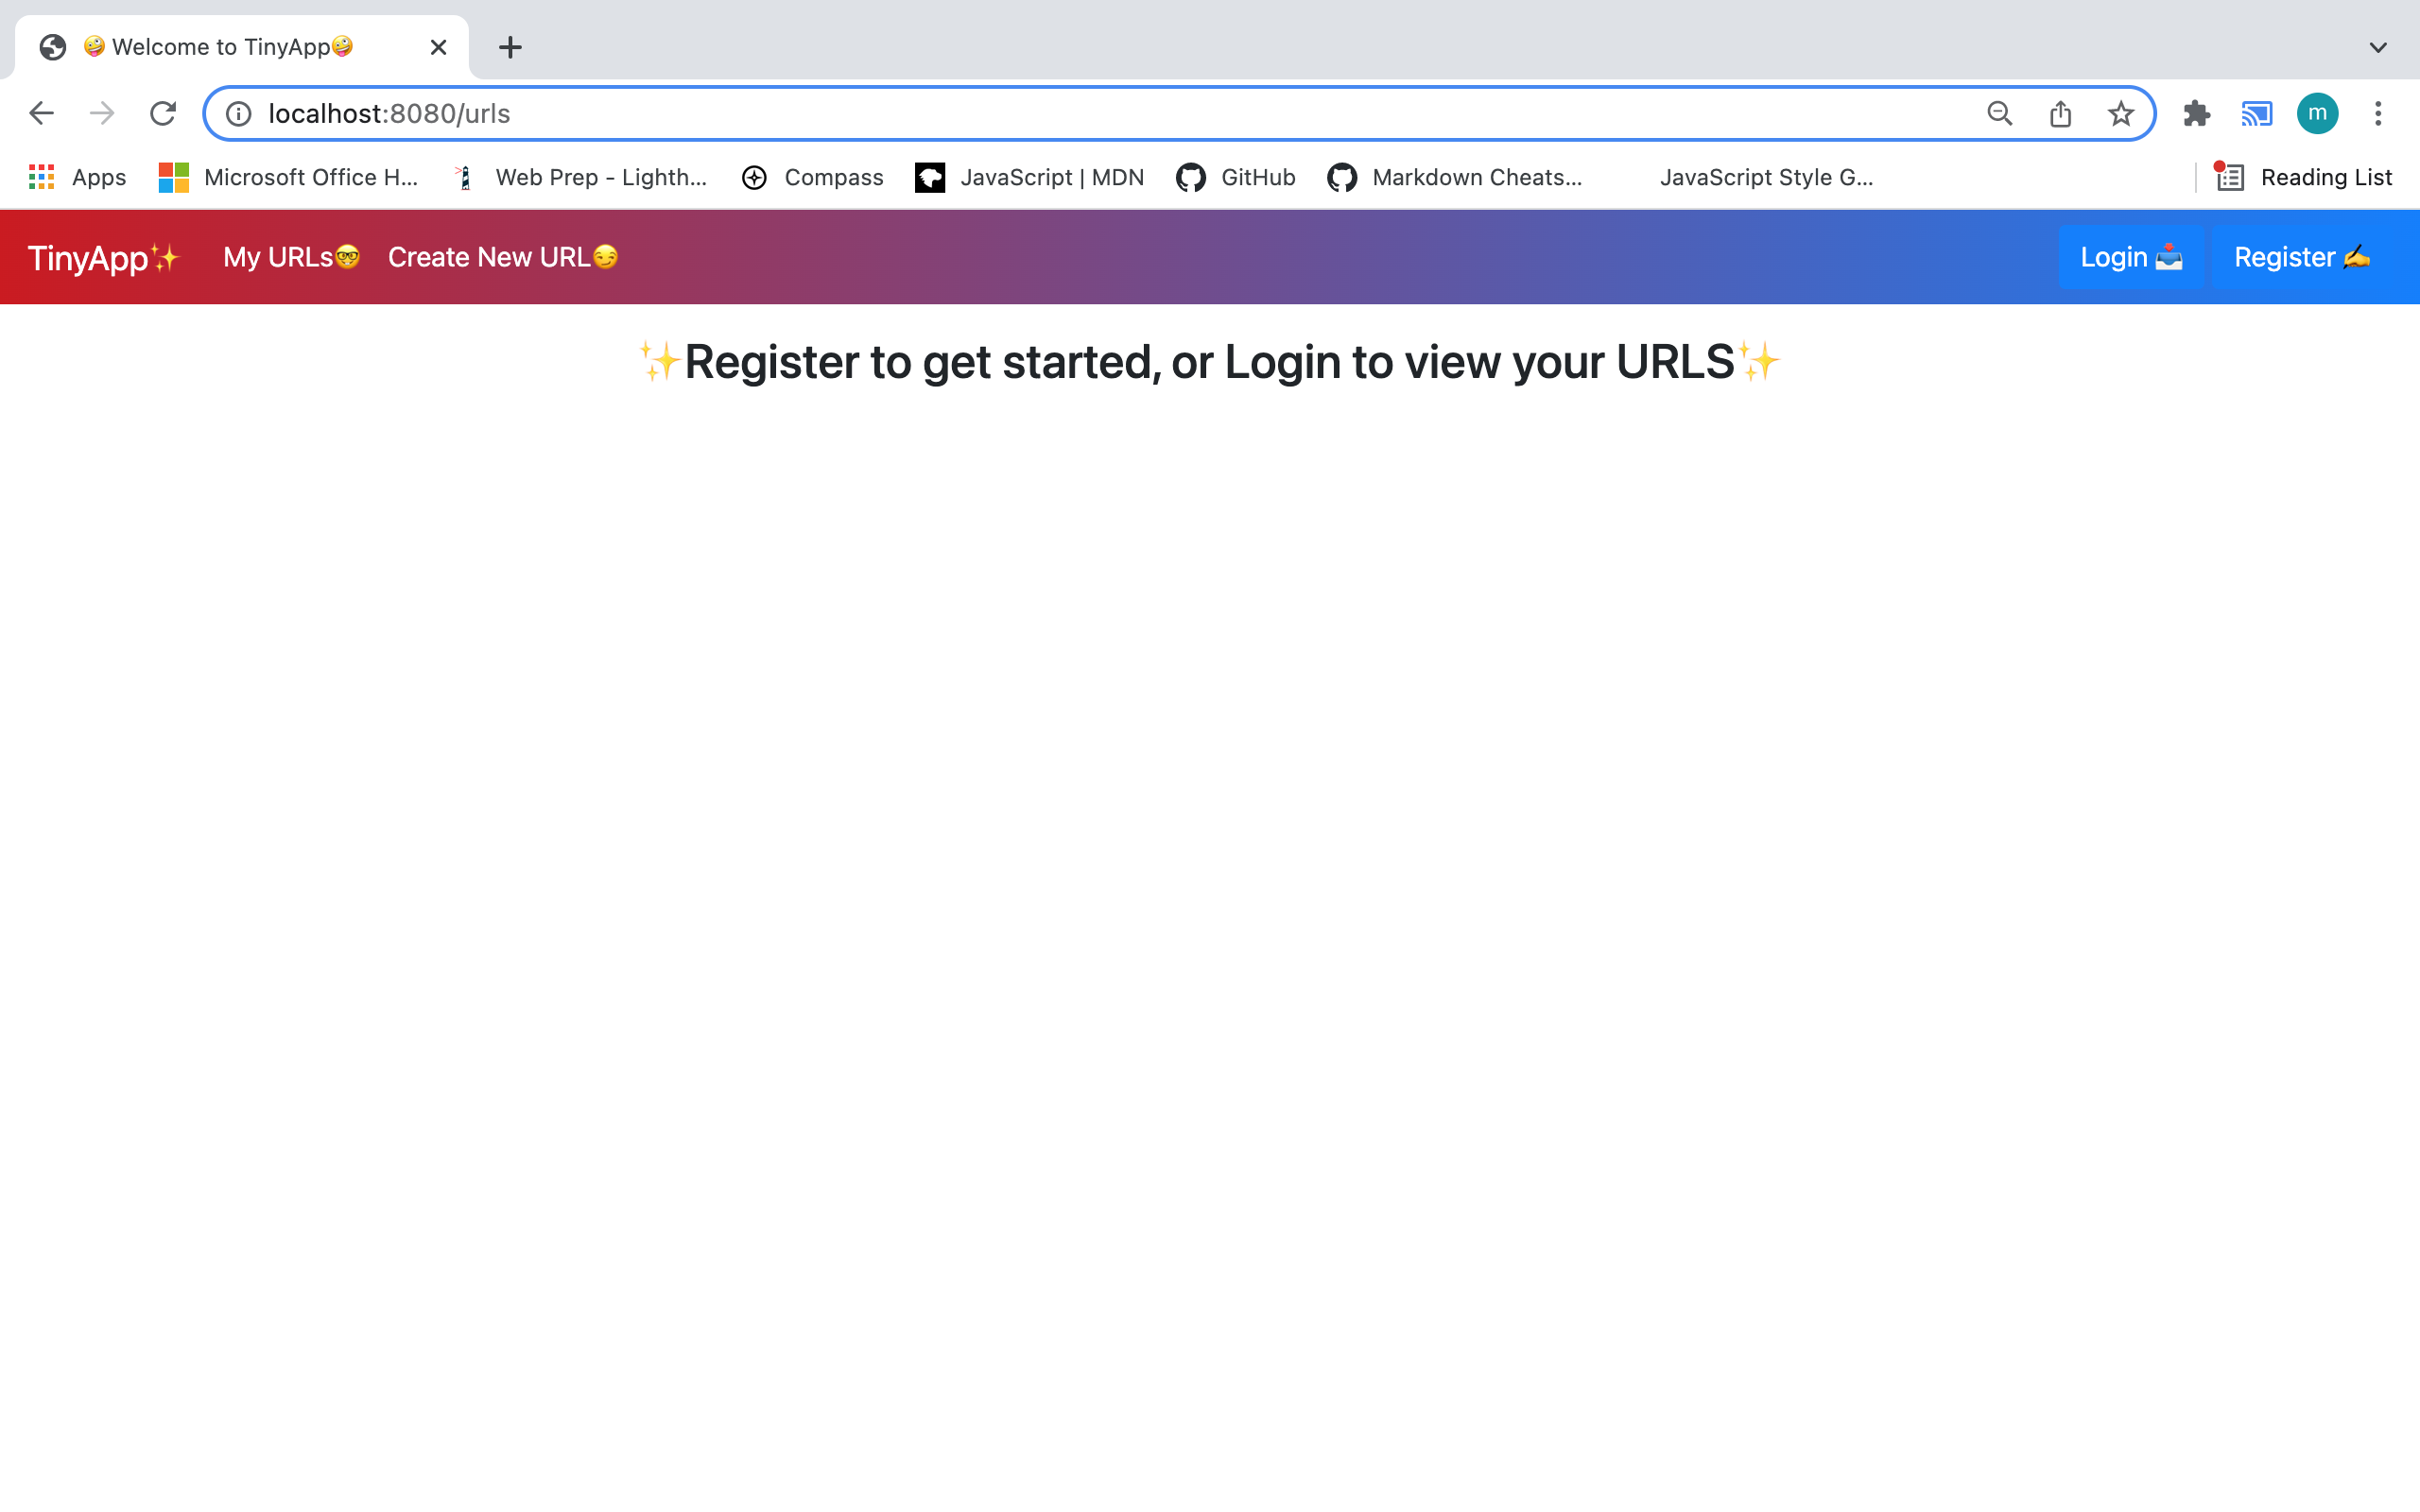 🤪 Welcome to TinyApp🤪
localhost:8080/urls
m
Apps Microsoft Office H... Web Prep - Lighth... Compass JavaScript | MDN GitHub Markdown Cheats... JavaScript Style G... Reading List
TinyApp✨ My URLs🤓 Create New URL😏 Login 📥 Register ✍️
✨Register to get started, or Login to view your URLS✨